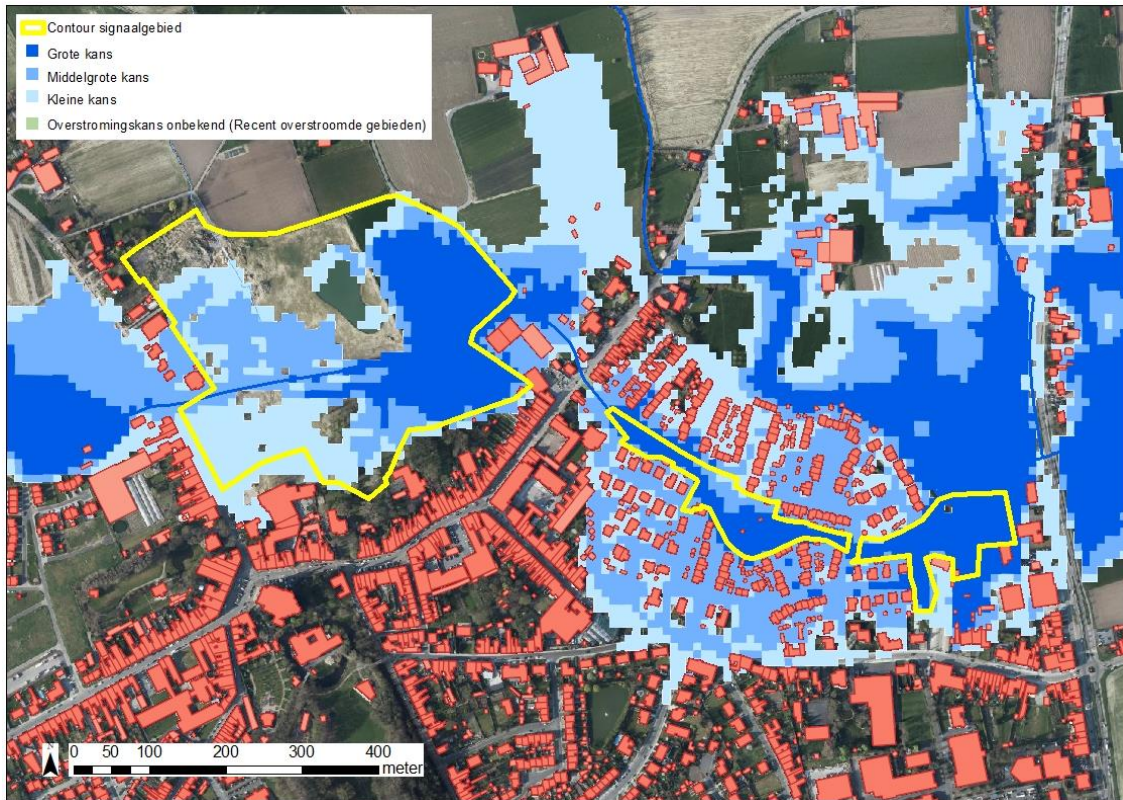 Contour signaalgebied
Grote kans
Middelgrote kans
Kleine kans
Overstromingskans onbekend (Recent overstroomde gebieden)
0 50 100 200 300 400
meter